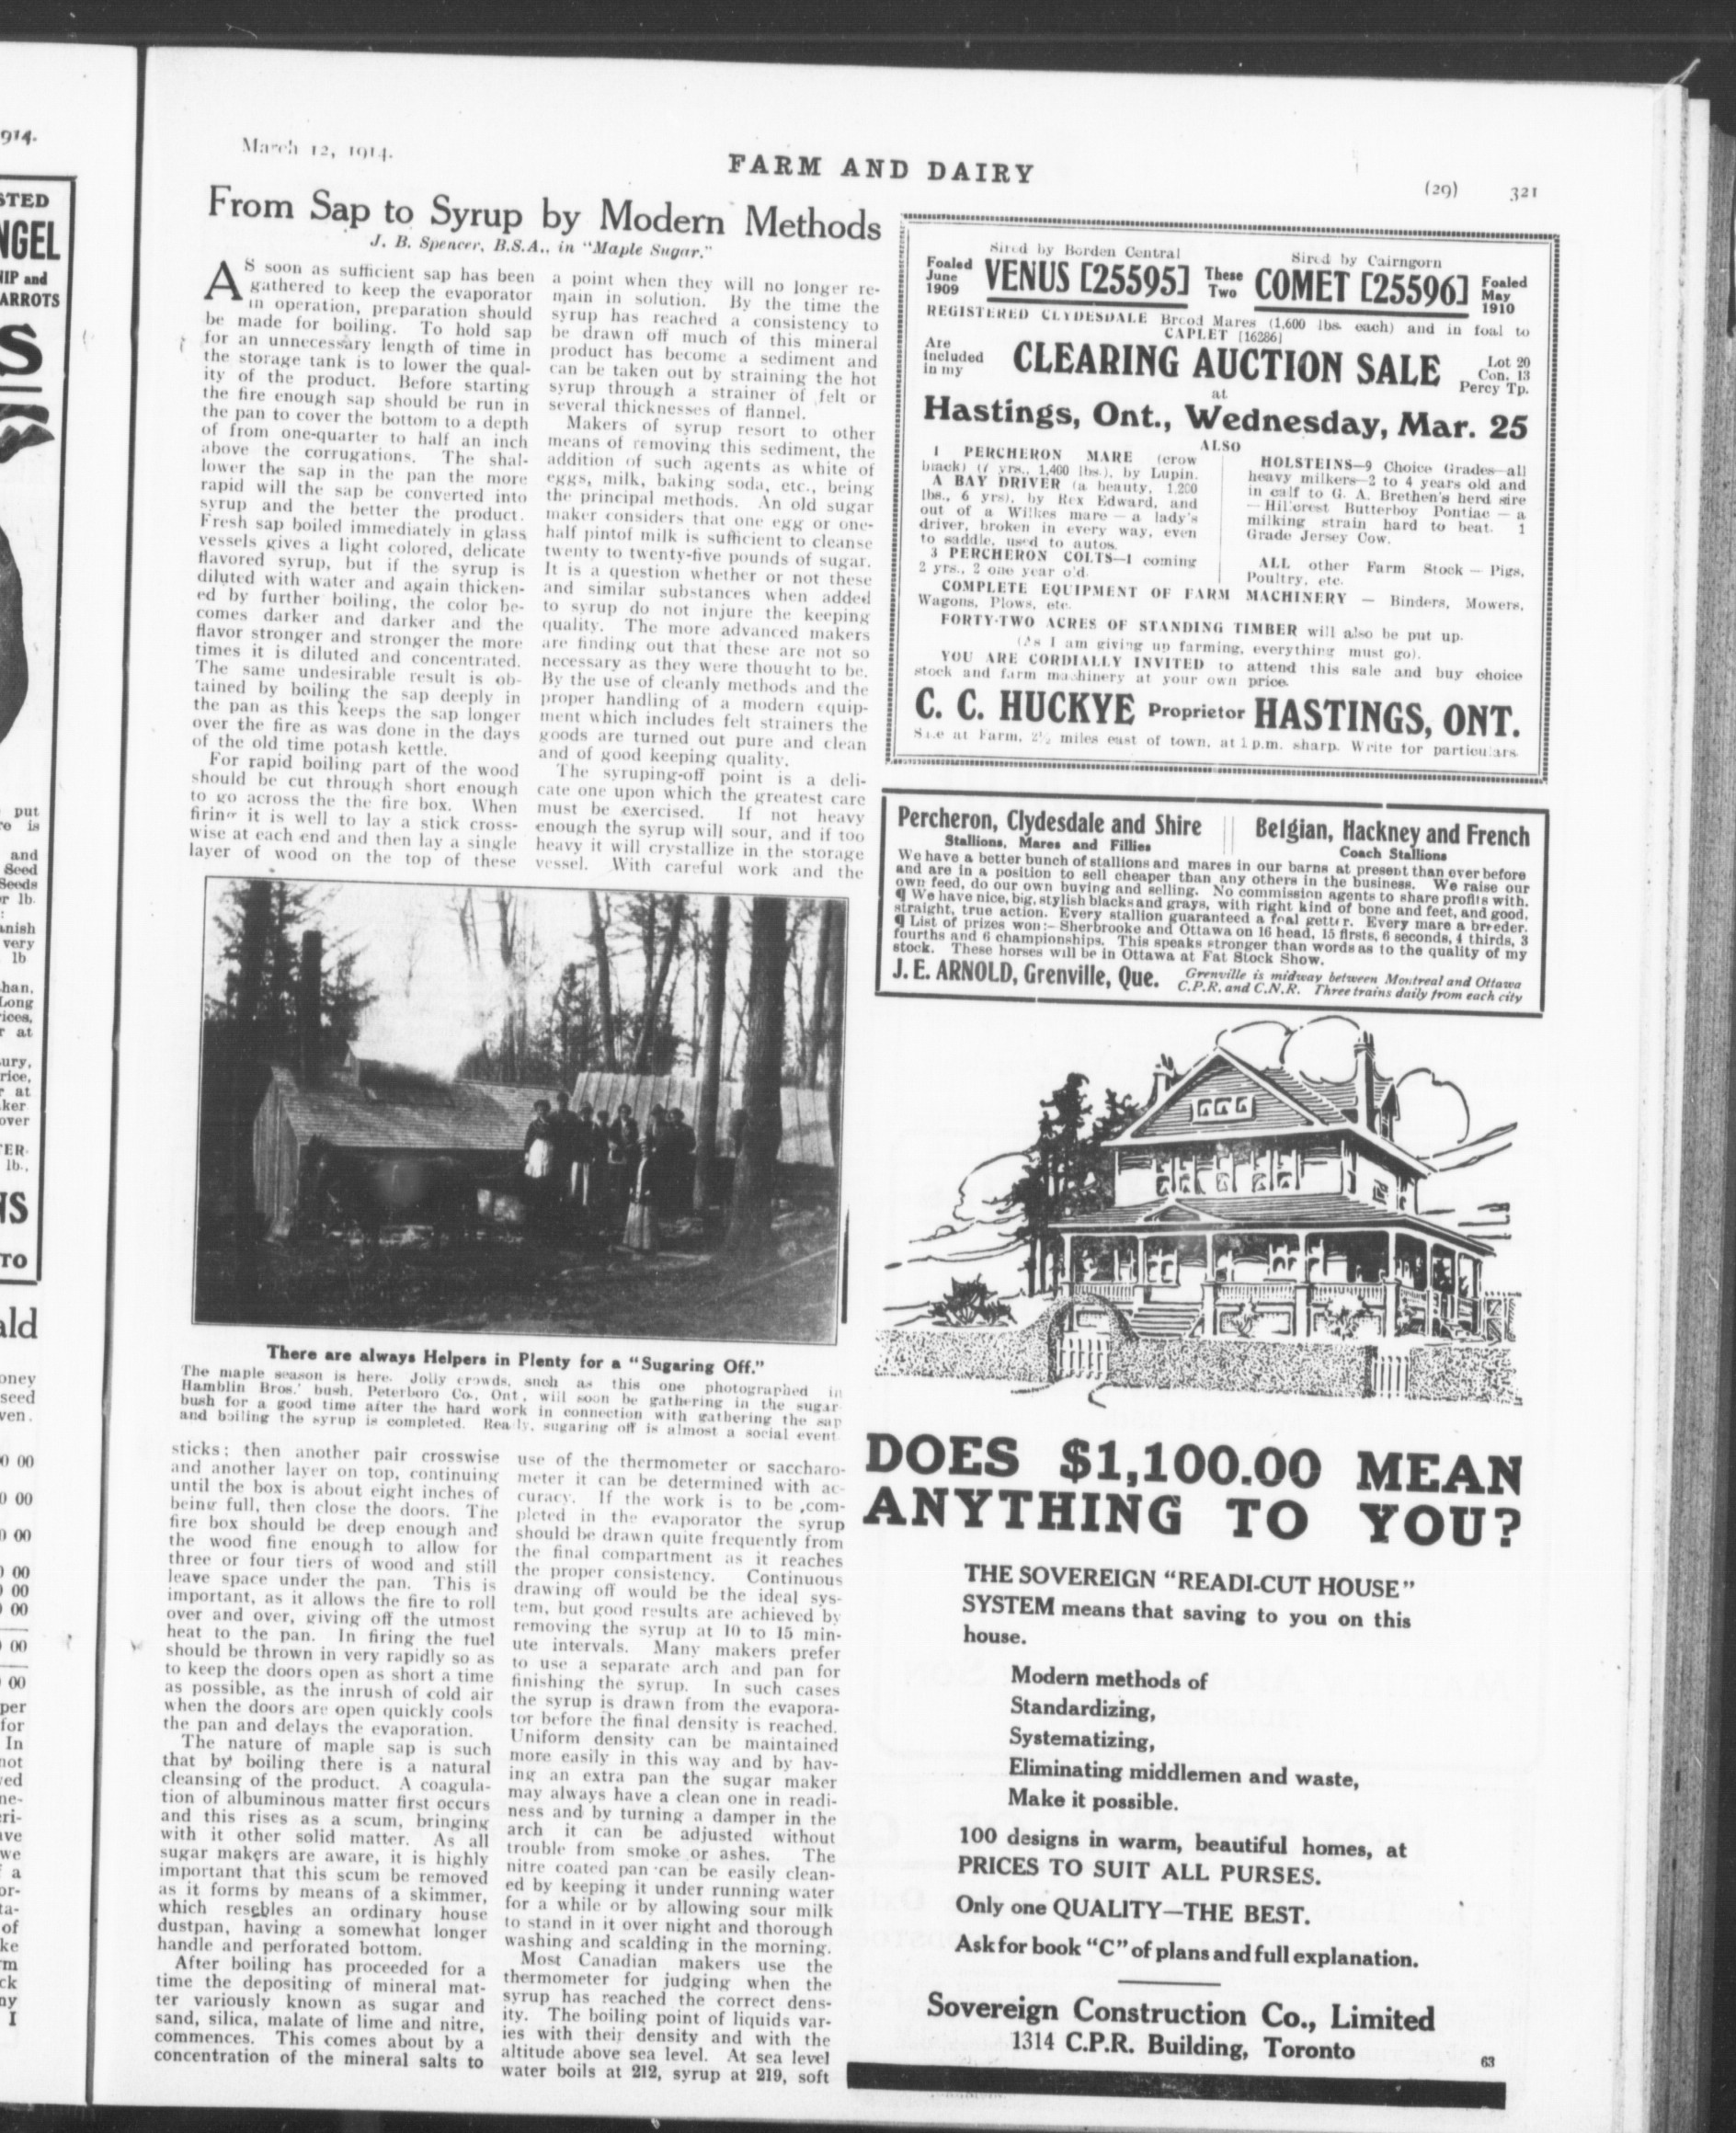 March 12, 1914.
FARM AND DAIRY
(29) 321
From Sap to Syrup by Modern Methods
J. B. Spencer, B.S.A., in "Maple Sugar."
AS soon as sufficient sap has been
gathered to keep the evaporator
in operation, preparation should
be made for boiling. To hold sap
for an unnecessary length of time in
the storage tank is to lower the qual-
ity of the product. Before starting
the fire enough sap should be run in
the pan to cover the bottom to a depth
of from one-quarter to half an inch
above the corrugations. The shal-
lower the sap in the pan the more
rapid will the sap be converted into
syrup and the better the product.
Fresh sap boiled immediately in glass
vessels gives a light colored, delicate
flavored syrup, but if the syrup is
diluted with water and again thicken-
ed by further boiling, the color be-
comes darker and darker and the
flavor stronger and stronger the more
times it is diluted and concentrated.
The same undesirable result is ob-
tained by boiling the sap deeply in
the pan as this keeps the sap longer
over the fire as was done in the days
of the old time potash kettle.
For rapid boiling part of the wood
should be cut through short enough
to go across the the fire box. When
firing it is well to lay a stick cross-
wise at each end and then lay a single
layer of wood on the top of these
a point when they will no longer re-
main in solution. By the time the
syrup has reached a consistency to
be drawn off much of this mineral
product has become a sediment and
can be taken out by straining the hot
syrup through a strainer of felt or
several thicknesses of flannel.
Makers of syrup resort to other
means of removing this sediment, the
addition of such agents as white of
eggs, milk, baking soda, etc., being
the principal methods. An old sugar
maker considers that one egg or one-
half pintof milk is sufficient to cleanse
twenty to twenty-five pounds of sugar.
It is a question whether or not these
and similar substances when added
to syrup do not injure the keeping
quality. The more advanced makers
are finding out that these are not so
necessary as they were thought to be.
By the use of cleanly methods and the
proper handling of a modern equip-
ment which includes felt strainers the
goods are turned out pure and clean
and of good keeping quality.
The syruping-off point is a deli-
cate one upon which the greatest care
must be exercised. If not heavy
enough the syrup will sour, and if too
heavy it will crystallize in the storage
vessel. With careful work and the
There are always Helpers in Plenty for a "Sugaring Off."
The maple season is here. Jolly crowds, such as this one photographed in
Hamblin Bros.' bush, Peterboro Co., Ont., will soon be gathering in the sugar
bush for a good time after the hard work in connection with gathering the sap
and boiling the syrup is completed. Really, sugaring off is almost a social event.
sticks; then another pair crosswise
and another layer on top, continuing
until the box is about eight inches of
being full, then close the doors. The
fire box should be deep enough and
the wood fine enough to allow for
three or four tiers of wood and still
leave space under the pan. This is
important, as it allows the fire to roll
over and over, giving off the utmost
heat to the pan. In firing the fuel
should be thrown in very rapidly so as
to keep the doors open as short a time
as possible, as the inrush of cold air
when the doors are open quickly cools
the pan and delays the evaporation.
The nature of maple sap is such
that by boiling there is a natural
cleansing of the product. A coagula-
tion of albuminous matter first occurs
and this rises as a scum, bringing
with it other solid matter. As all
sugar makers are aware, it is highly
important that this scum be removed
as it forms by means of a skimmer,
which resebles an ordinary house
dustpan, having a somewhat longer
handle and perforated bottom.
After boiling has proceeded for a
time the depositing of mineral mat-
ter variously known as sugar and
sand, silica, malate of lime and nitre,
commences. This comes about by a
concentration of the mineral salts to
use of the thermometer or saccharo-
meter it can be determined with ac-
curacy. If the work is to be com-
pleted in the evaporator the syrup
should be drawn quite frequently from
the final compartment as it reaches
the proper consistency. Continuous
drawing off would be the ideal sys-
tem, but good results are achieved by
removing the syrup at 10 to 15 min-
ute intervals. Many makers prefer
to use a separate arch and pan for
finishing the syrup. In such cases
the syrup is drawn from the evapora-
tor before the final density is reached.
Uniform density can be maintained
more easily in this way and by hav-
ing an extra pan the sugar maker
may always have a clean one in readi-
ness and by turning a damper in the
arch it can be adjusted without
trouble from smoke or ashes. The
nitre coated pan can be easily clean-
ed by keeping it under running water
for a while or by allowing sour milk
to stand in it over night and thorough
washing and scalding in the morning.
Most Canadian makers use the
thermometer for judging when the
syrup has reached the correct dens-
ity. The boiling point of liquids var-
ies with their density and with the
altitude above sea level. At sea level
water boils at 212, syrup at 219, soft
Sired by Borden Central Sired by Cairngorn
Foaled June 1909 VENUS [25595] These Two COMET [25596] Foaled May 1910
REGISTERED CLYDESDALE Brood Mares (1,600 lbs. each) and in foal to
CAPLET [16286]
Are included in my CLEARING AUCTION SALE Lot 20 Con. 13 Percy Tp.
at
Hastings, Ont., Wednesday, Mar. 25
ALSO
1 PERCHERON MARE (crow
black) (7 yrs., 1,400 lbs.), by Lupin.
A BAY DRIVER (a beauty, 1,200
lbs., 6 yrs), by Rex Edward, and
out of a Wilkes mare — a lady's
driver, broken in every way, even
to saddle, used to autos.
3 PERCHERON COLTS—1 coming
2 yrs., 2 one year old.
HOLSTEINS—9 Choice Grades—all
heavy milkers—2 to 4 years old and
in calf to G. A. Brethen's herd sire
— Hillcrest Butterboy Pontiac — a
milking strain hard to beat. 1
Grade Jersey Cow.
ALL other Farm Stock — Pigs,
Poultry, etc.
COMPLETE EQUIPMENT OF FARM MACHINERY — Binders, Mowers,
Wagons, Plows, etc.
FORTY-TWO ACRES OF STANDING TIMBER will also be put up.
(As I am giving up farming, everything must go).
YOU ARE CORDIALLY INVITED to attend this sale and buy choice
stock and farm machinery at your own price.
C. C. HUCKYE Proprietor HASTINGS, ONT.
Sale at Farm, 2½ miles east of town, at 1 p.m. sharp. Write for particulars.
Percheron, Clydesdale and Shire
Stallions, Mares and Fillies
Belgian, Hackney and French
Coach Stallions
We have a better bunch of stallions and mares in our barns at present than ever before
and are in a position to sell cheaper than any others in the business. We raise our
own feed, do our own buying and selling. No commission agents to share profits with.
¶ We have nice, big, stylish blacks and grays, with right kind of bone and feet, and good,
straight, true action. Every stallion guaranteed a foal getter. Every mare a breeder.
¶ List of prizes won:— Sherbrooke and Ottawa on 16 head, 15 firsts, 6 seconds, 4 thirds, 3
fourths and 6 championships. This speaks stronger than words as to the quality of my
stock. These horses will be in Ottawa at Fat Stock Show.
J. E. ARNOLD, Grenville, Que.
Grenville is midway between Montreal and Ottawa
C.P.R. and C.N.R. Three trains daily from each city
DOES $1,100.00 MEAN
ANYTHING TO YOU?
THE SOVEREIGN "READI-CUT HOUSE"
SYSTEM means that saving to you on this
house.
Modern methods of
Standardizing,
Systematizing,
Eliminating middlemen and waste,
Make it possible.
100 designs in warm, beautiful homes, at
PRICES TO SUIT ALL PURSES.
Only one QUALITY—THE BEST.
Ask for book "C" of plans and full explanation.
Sovereign Construction Co., Limited
1314 C.P.R. Building, Toronto
63